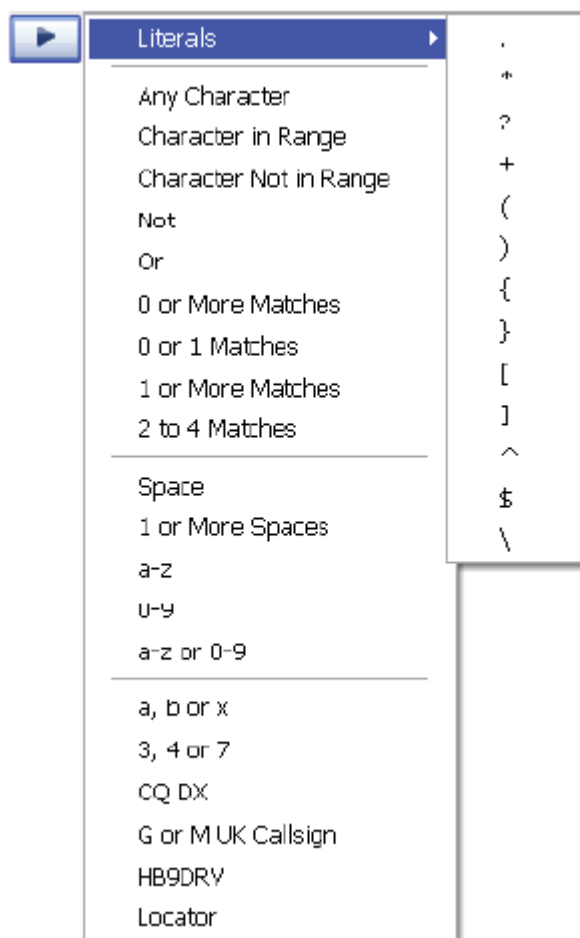 Literals
Any Character
Character in Range
Character Not in Range
Not
Or
0 or More Matches
0 or 1 Matches
1 or More Matches
2 to 4 Matches
Space
1 or More Spaces
a-z
0-9
a-z or 0-9
a, b or x
3, 4 or 7
CQ DX
G or M UK Callsign
HB9DRV
Locator
.
*
?
+
(
)
{
}
[
]
^
$
\